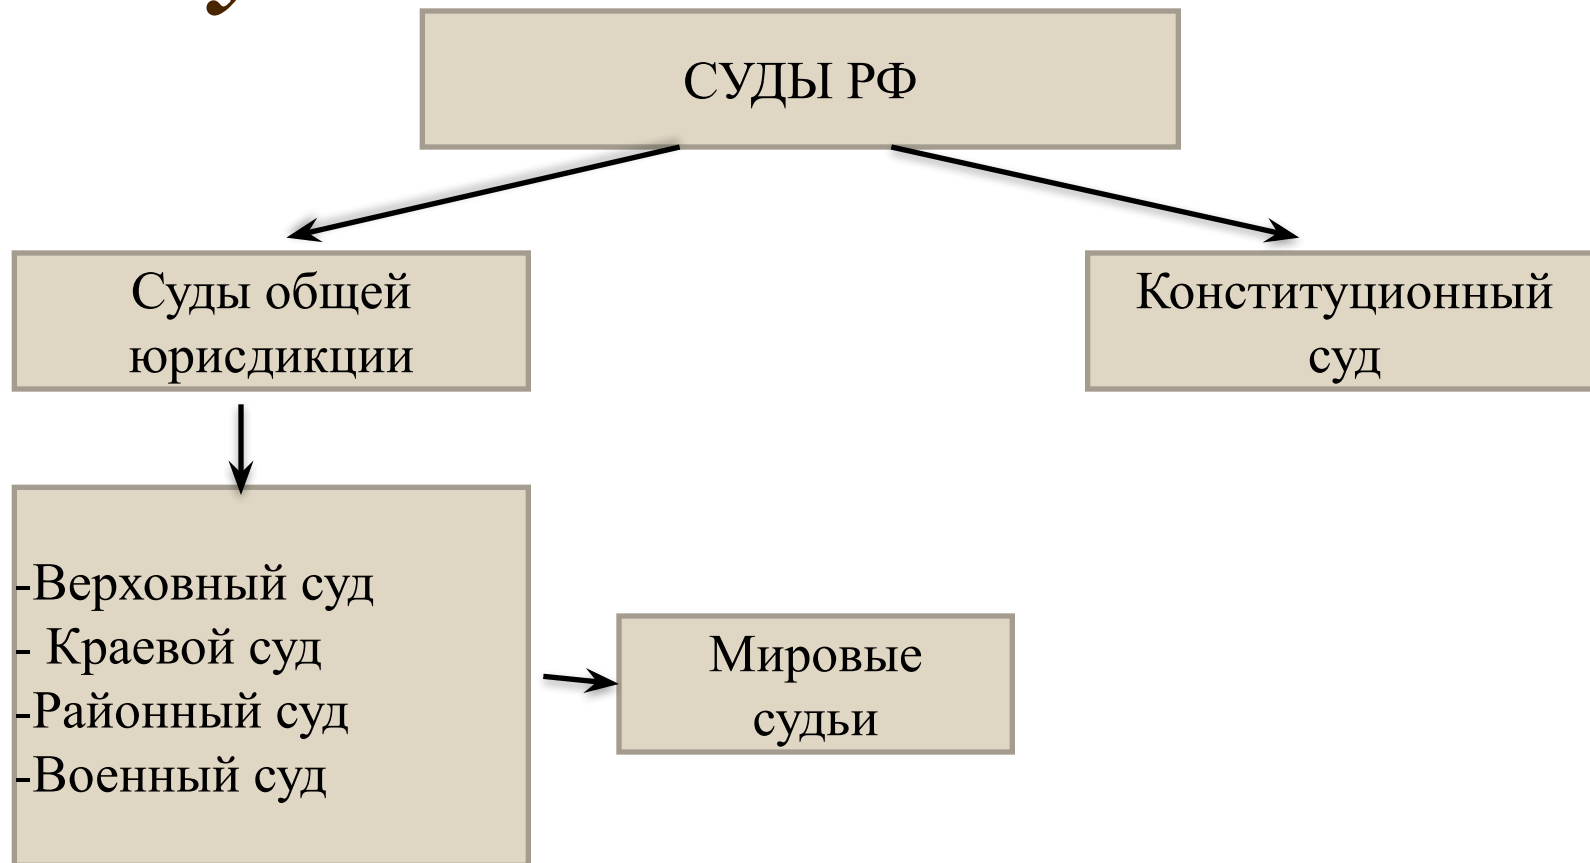 СУДЫ РФ
Суды общей
юрисдикции
Конституционный
суд
-Верховный суд
- Краевой суд
-Районный суд
-Военный суд
Мировые
судьи